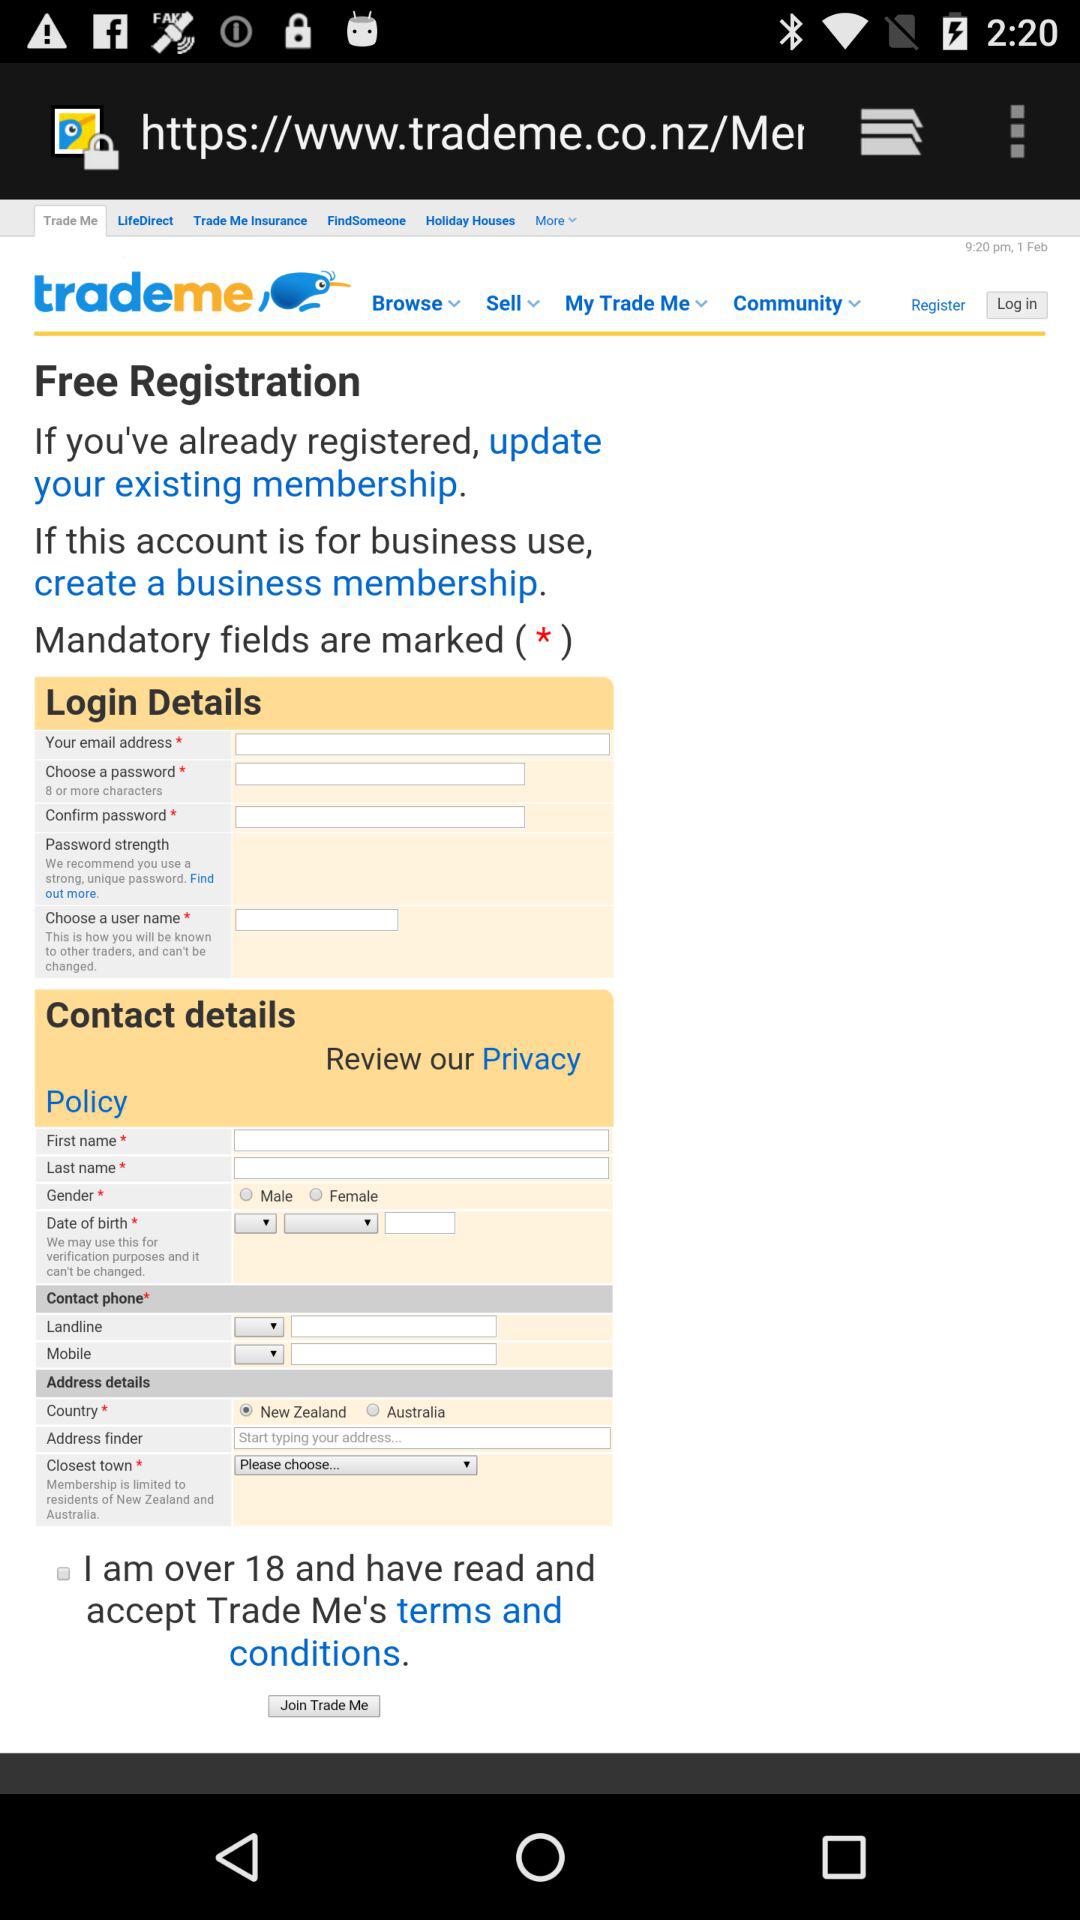 FAKE
2:20
https://www.trademe.co.nz/Mer
Trade Me LifeDirect Trade Me Insurance FindSomeone Holiday Houses More
9:20 pm, 1 Feb
trademe Browse Sell My Trade Me Community Register Log in
Free Registration
If you've already registered, update
your existing membership.
If this account is for business use,
create a business membership.
Mandatory fields are marked ( * )
Login Details
Your email address *
Choose a password *
8 or more characters
Confirm password *
Password strength
We recommend you use a
strong, unique password. Find
out more.
Choose a user name *
This is how you will be known
to other traders, and can't be
changed.
Contact details
Review our Privacy
Policy
First name *
Last name *
Gender * Male Female
Date of birth *
We may use this for
verification purposes and it
can't be changed.
Contact phone*
Landline
Mobile
Address details
Country * New Zealand Australia
Address finder Start typing your address...
Closest town * Please choose...
Membership is limited to
residents of New Zealand and
Australia.
I am over 18 and have read and
accept Trade Me's terms and
conditions.
Join Trade Me